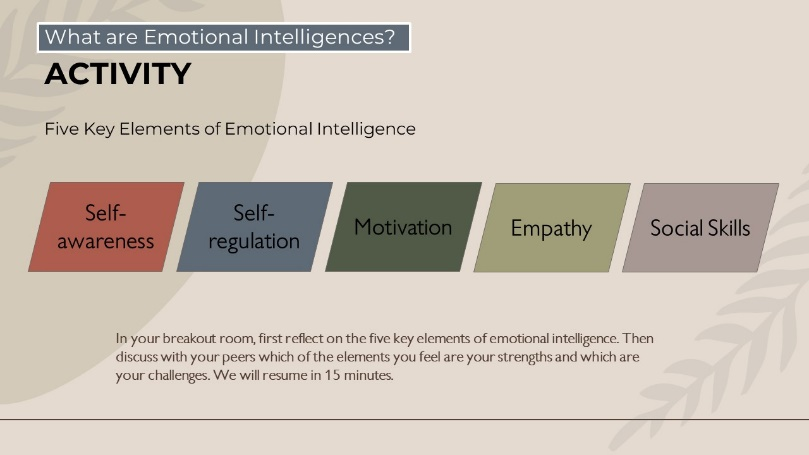 What are Emotional Intelligences?
ACTIVITY
Five Key Elements of Emotional Intelligence
Self-
awareness
Self-
regulation
Motivation
Empathy
Social Skills
In your breakout room, first reflect on the five key elements of emotional intelligence. Then
discuss with your peers which of the elements you feel are your strengths and which are
your challenges. We will resume in 15 minutes.